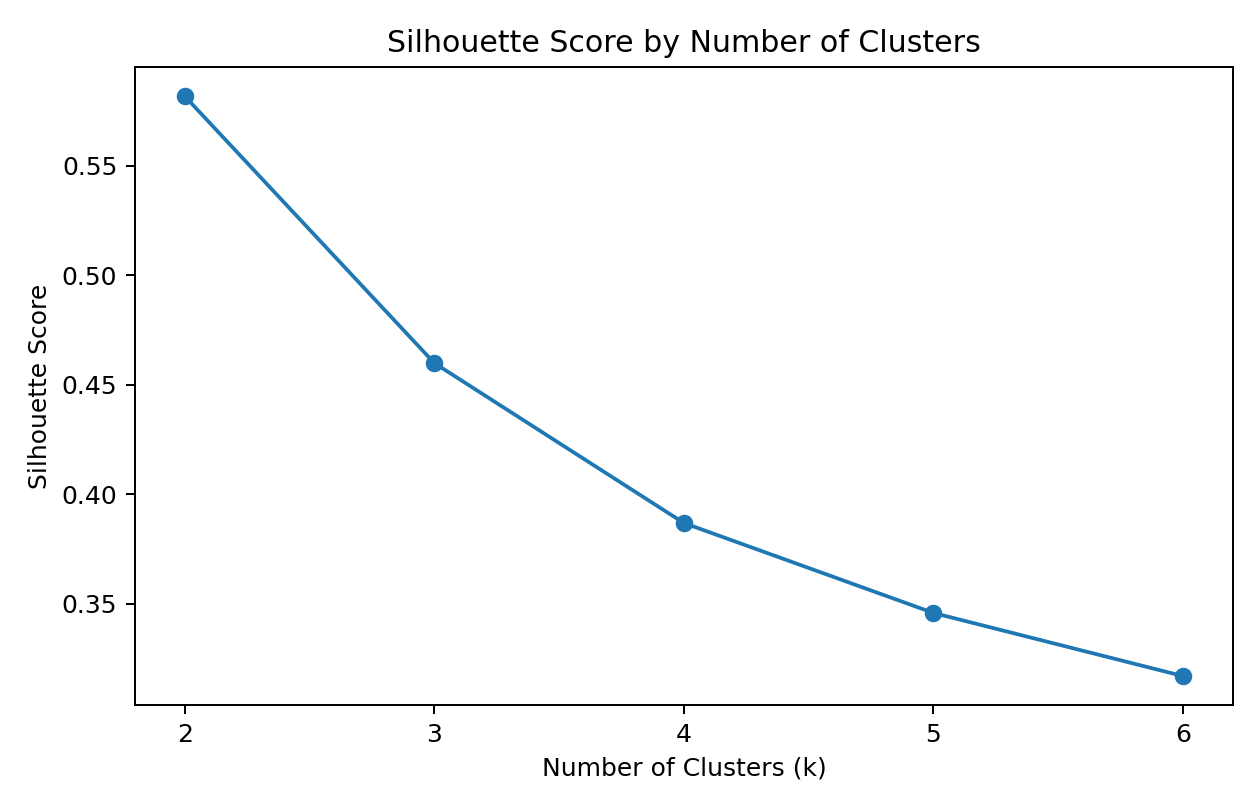 Silhouette Score by Number of Clusters
Silhouette Score
0.55
0.50
0.45
0.40
0.35
2 3 4 5 6
Number of Clusters (k)